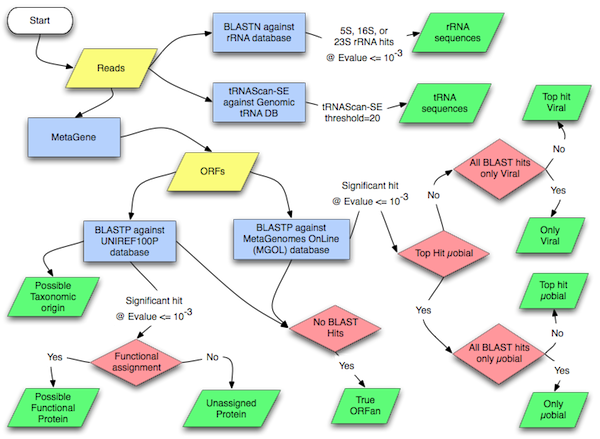 Start
Reads
BLASTN against
rRNA database
5S, 16S, or
23S rRNA hits
@ Evalue <= 10-3
rRNA
sequences
tRNAScan-SE
against Genomic
tRNA DB
tRNAScan-SE
threshold=20
tRNA
sequences
MetaGene
ORFs
BLASTP against
UNIREF100P
database
BLASTP against
MetaGenomes OnLine
(MGOL) database
Significant hit
@ Evalue <= 10-3
Top Hit µobial
No
All BLAST hits
only Viral
No
Top hit
Viral
Yes
Only
Viral
Yes
All BLAST hits
only µobial
No
Top hit
µobial
Yes
Only µobial
Possible
Taxonomic
origin
Significant hit
@ Evalue <= 10-3
Functional
assignment
Yes
Possible
Functional
Protein
No
Unassigned
Protein
No BLAST
Hits
Yes
True
ORFan